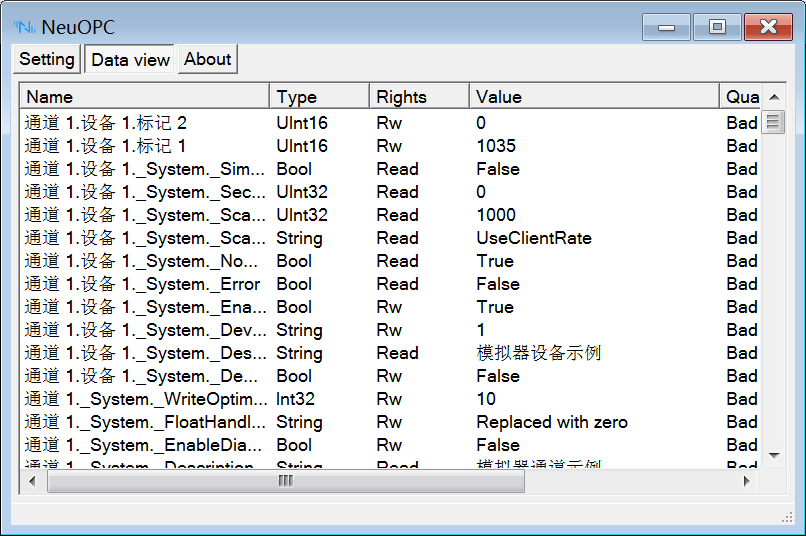 NeuOPC
Setting Data view About
Name Type Rights Value Qua
通道 1.设备 1.标记 2 UInt16 Rw 0 Bad
通道 1.设备 1.标记 1 UInt16 Rw 1035 Bad
通道 1.设备 1._System._Sim... Bool Read False Bad
通道 1.设备 1._System._Sec... UInt32 Read 0 Bad
通道 1.设备 1._System._Sca... UInt32 Read 1000 Bad
通道 1.设备 1._System._Sca... String Read UseClientRate Bad
通道 1.设备 1._System._No... Bool Read True Bad
通道 1.设备 1._System._Error Bool Read False Bad
通道 1.设备 1._System._Ena... Bool Rw True Bad
通道 1.设备 1._System._Dev... String Rw 1 Bad
通道 1.设备 1._System._Des... String Read 模拟器设备示例 Bad
通道 1.设备 1._System._De... Bool Rw False Bad
通道 1._System._WriteOptim... Int32 Rw 10 Bad
通道 1._System._FloatHandl... String Rw Replaced with zero Bad
通道 1._System._EnableDia... Bool Rw False Bad
通道 1._System._Description String Read 模拟器通道示例 Bad